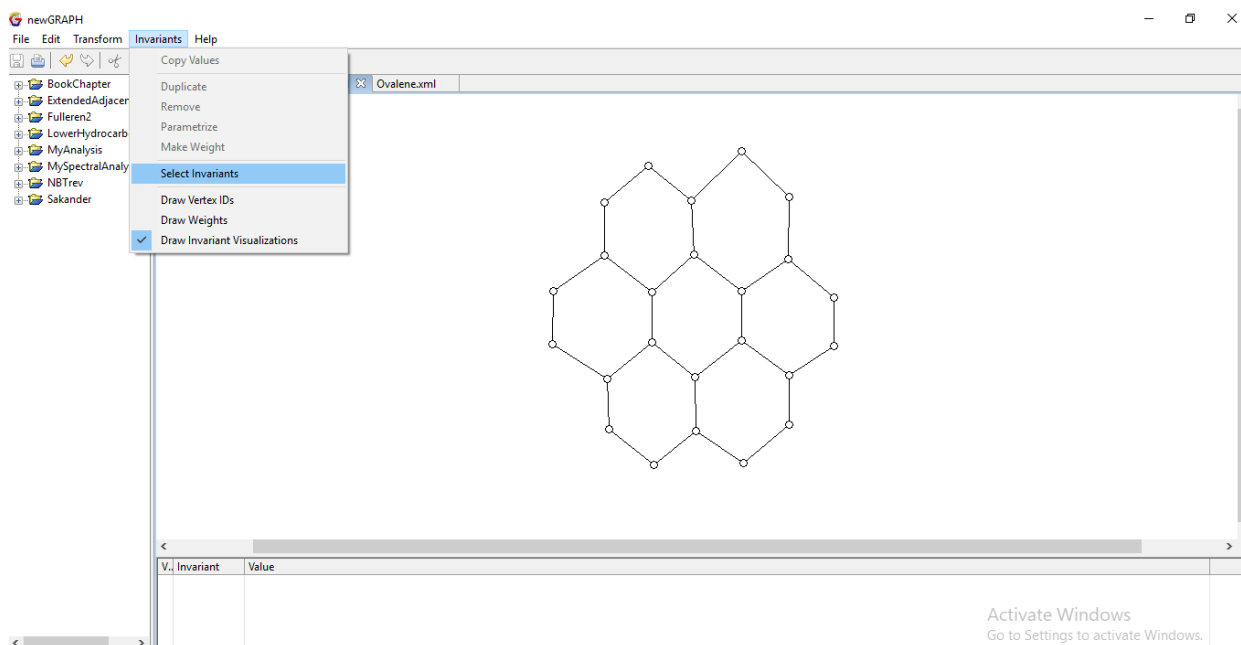 newGRAPH
File Edit Transform Invariants Help
Copy Values
BookChapter
Duplicate
Ovalene.xml
ExtendedAdjacen
Remove
Fulleren2
Parametrize
LowerHydrocarb
Make Weight
MyAnalysis
MySpectralAnaly
Select Invariants
NBTrev
Sakander
Draw Vertex IDs
Draw Weights
Draw Invariant Visualizations
V.. Invariant Value
Activate Windows
Go to Settings to activate Windows.